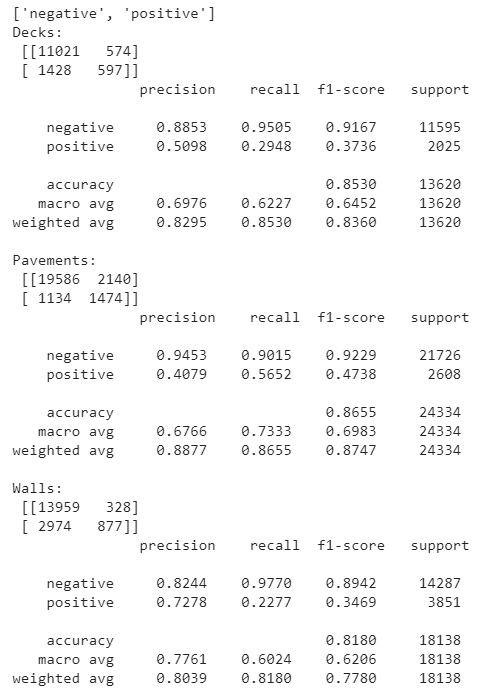 ['negative', 'positive']
Decks:
[[11021 574]
[ 1428 597]]
precision recall f1-score support
negative 0.8853 0.9505 0.9167 11595
positive 0.5098 0.2948 0.3736 2025
accuracy 0.8530 13620
macro avg 0.6976 0.6227 0.6452 13620
weighted avg 0.8295 0.8530 0.8360 13620
Pavements:
[[19586 2140]
[ 1134 1474]]
precision recall f1-score support
negative 0.9453 0.9015 0.9229 21726
positive 0.4079 0.5652 0.4738 2608
accuracy 0.8655 24334
macro avg 0.6766 0.7333 0.6983 24334
weighted avg 0.8877 0.8655 0.8747 24334
Walls:
[[13959 328]
[ 2974 877]]
precision recall f1-score support
negative 0.8244 0.9770 0.8942 14287
positive 0.7278 0.2277 0.3469 3851
accuracy 0.8180 18138
macro avg 0.7761 0.6024 0.6206 18138
weighted avg 0.8039 0.8180 0.7780 18138